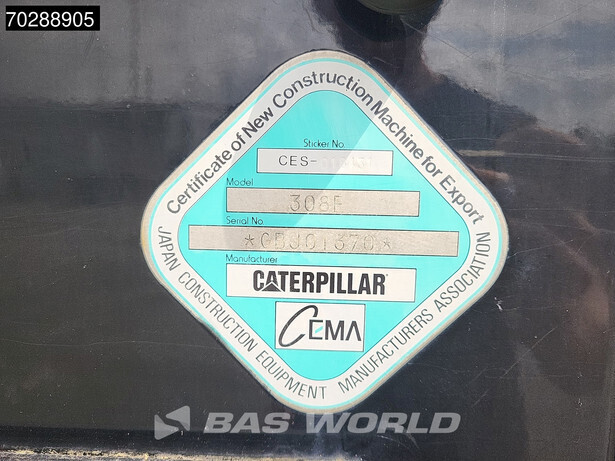 70288905
Certificate of New Construction Machine for Export
Sticker No.
CES-
Model
308F
Serial No.
Manufacturer
CATERPILLAR
CEMA
JAPAN CONSTRUCTION EQUIPMENT MANUFACTURERS ASSOCIATION
BAS WORLD